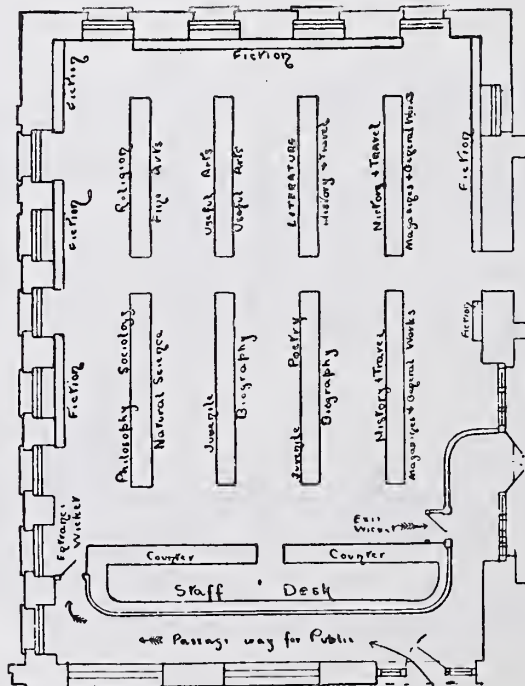 Fiction
Fiction
Fiction
Fiction
Fiction
Fiction
Religion
Fine Arts
Useful Arts
Useful Arts
LITERATURE
History & Travel
History & Travel
Magazines & General Works
Philosophy Sociology
Natural Science
Juvenile
Biography
Juvenile Poetry
Biography
History & Travel
Magazines & General Works
Entrance
Wicket
Exit
Wicket
Counter
Counter
Staff Desk
Passage way for Public